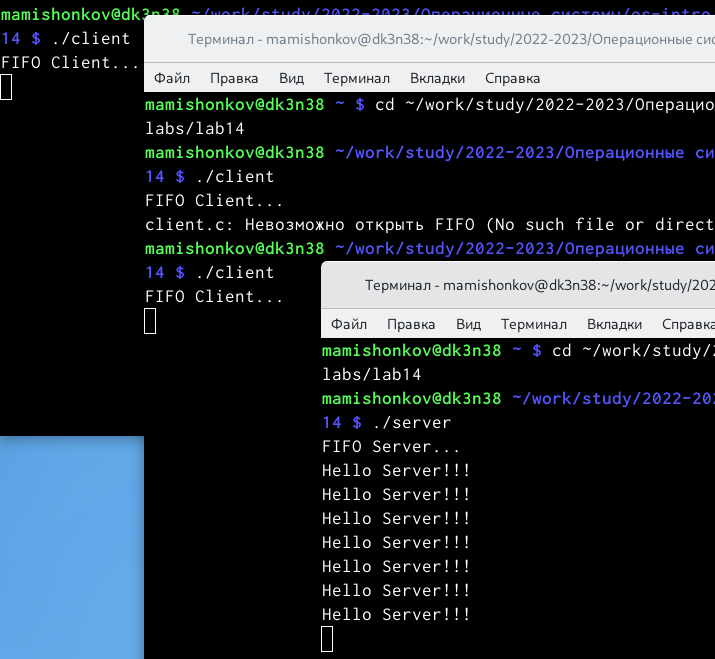 mamishonkov@dk3n38 ~/work/study/2022-2023/Операционные системы/os-intro
14 $ ./client
FIFO Client...
Терминал - mamishonkov@dk3n38:~/work/study/2022-2023/Операционные сис
Файл Правка Вид Терминал Вкладки Справка
mamishonkov@dk3n38 ~ $ cd ~/work/study/2022-2023/Операцио
labs/lab14
mamishonkov@dk3n38 ~/work/study/2022-2023/Операционные си
14 $ ./client
FIFO Client...
client.c: Невозможно открыть FIFO (No such file or direct
mamishonkov@dk3n38 ~/work/study/2022-2023/Операционные си
14 $ ./client
FIFO Client...
Терминал - mamishonkov@dk3n38:~/work/study/202
Файл Правка Вид Терминал Вкладки Справка
mamishonkov@dk3n38 ~ $ cd ~/work/study/2
labs/lab14
mamishonkov@dk3n38 ~/work/study/2022-202
14 $ ./server
FIFO Server...
Hello Server!!!
Hello Server!!!
Hello Server!!!
Hello Server!!!
Hello Server!!!
Hello Server!!!
Hello Server!!!